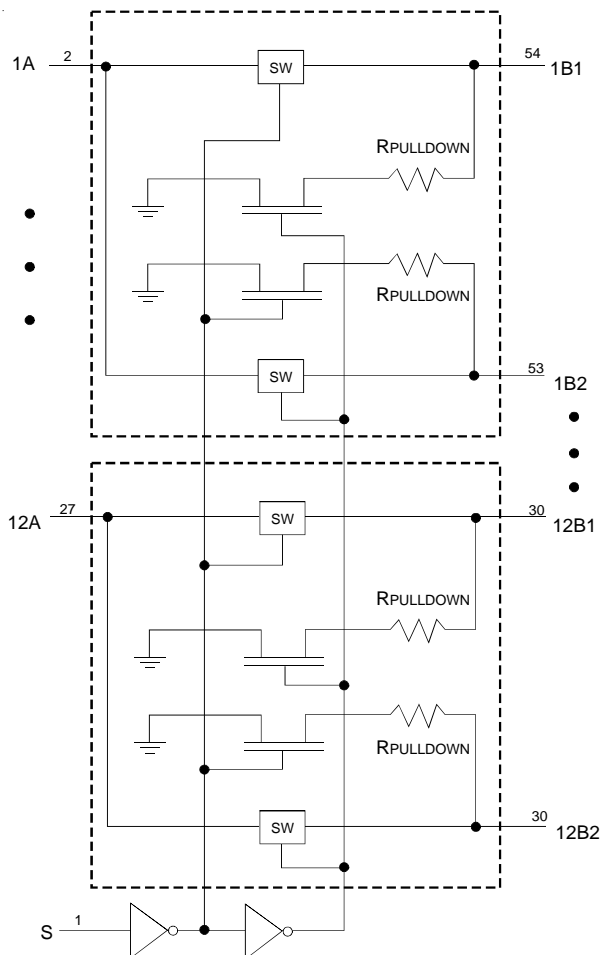 1A 2 SW 54 1B1
RPULLDOWN
RPULLDOWN
SW 53 1B2
12A 27 SW 30 12B1
RPULLDOWN
RPULLDOWN
SW 30 12B2
S 1